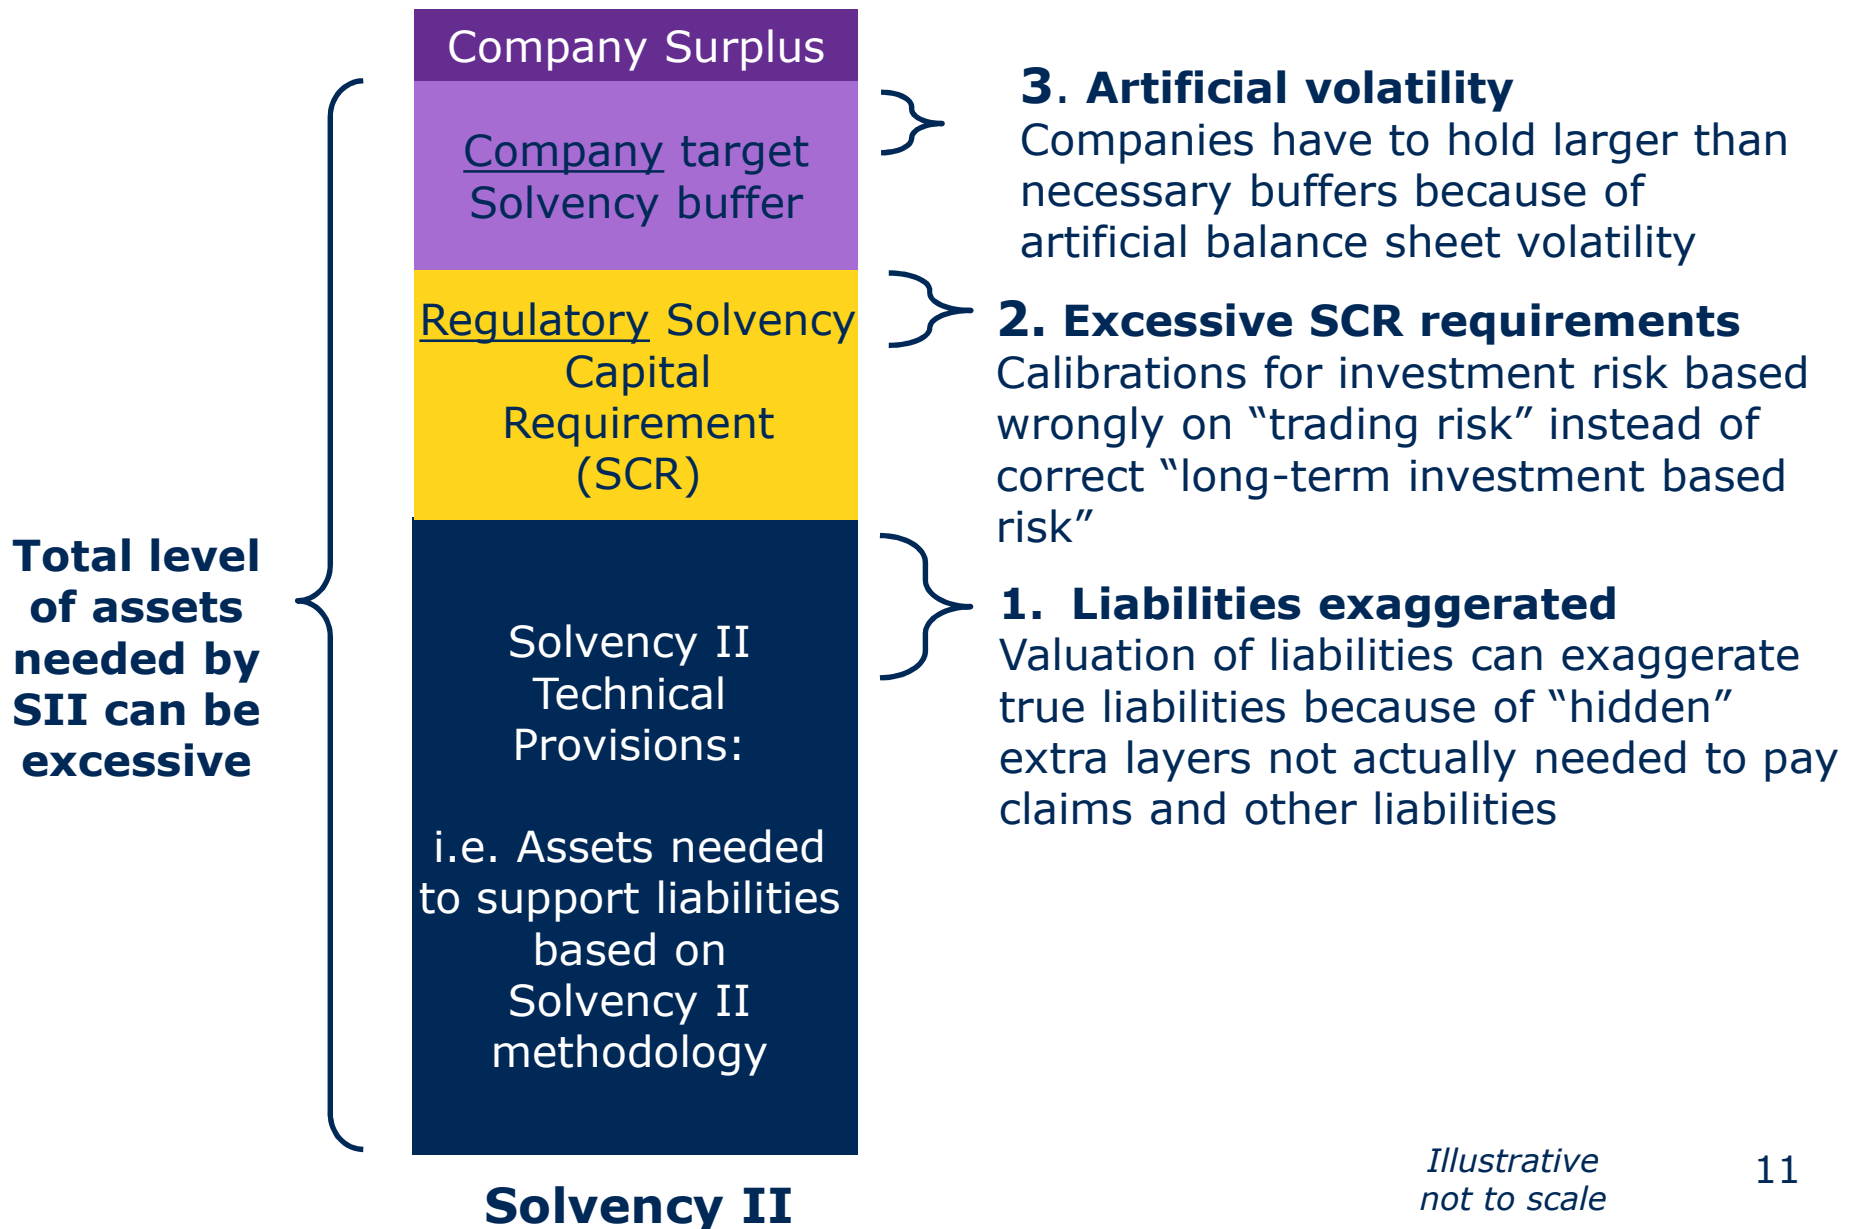 Company Surplus
Company target
Solvency buffer
Regulatory Solvency
Capital
Requirement
(SCR)
Solvency II
Technical
Provisions:
i.e. Assets needed
to support liabilities
based on
Solvency II
methodology
Solvency II
Total level
of assets
needed by
SII can be
excessive
3. Artificial volatility
Companies have to hold larger than
necessary buffers because of
artificial balance sheet volatility
2. Excessive SCR requirements
Calibrations for investment risk based
wrongly on “trading risk” instead of
correct “long-term investment based
risk”
1. Liabilities exaggerated
Valuation of liabilities can exaggerate
true liabilities because of “hidden”
extra layers not actually needed to pay
claims and other liabilities
Illustrative
not to scale
11